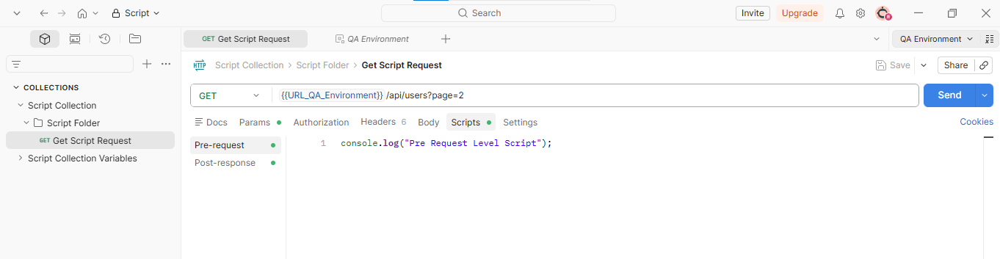 Script
Search
Invite
Upgrade
GET Get Script Request
QA Environment
QA Environment
HTTP
Script Collection > Script Folder > Get Script Request
Save
Share
COLLECTIONS
Script Collection
Script Folder
GET Get Script Request
Script Collection Variables
GET
{{URL_QA_Environment}} /api/users?page=2
Send
Docs Params Authorization Headers 6 Body Scripts Settings
Cookies
Pre-request
Post-response
1 console.log("Pre Request Level Script");